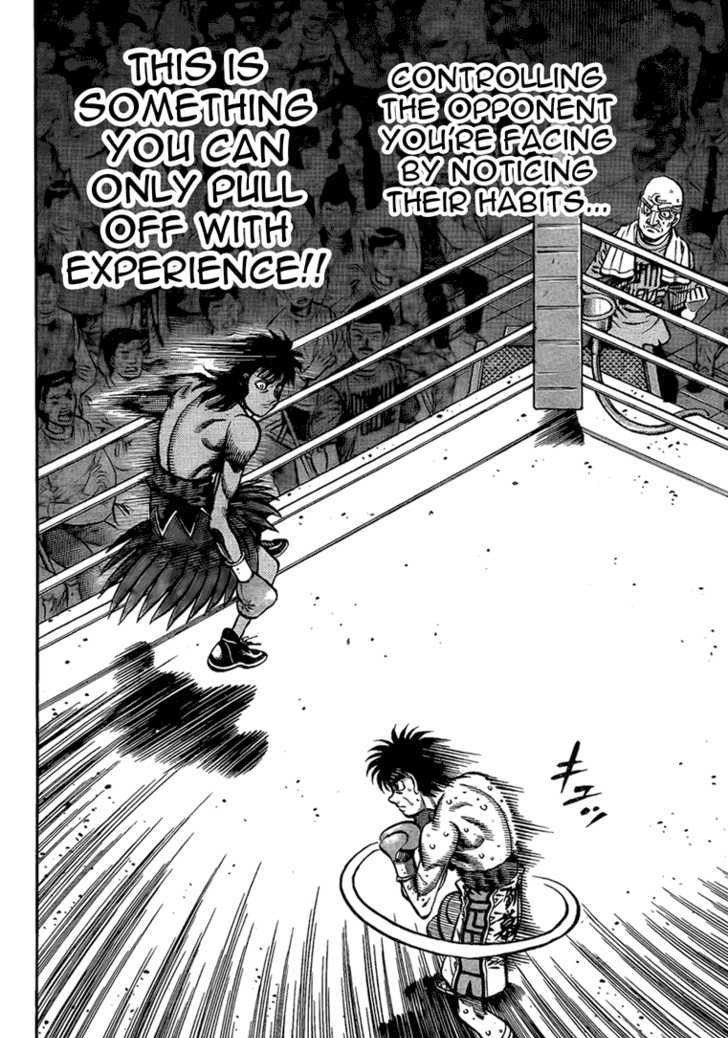 CONTROLLING
THE OPPONENT
YOU'RE FACING
BY NOTICING
THEIR HABITS...
THIS IS
SOMETHING
YOU CAN
ONLY PULL
OFF WITH
EXPERIENCE!!
キュッ